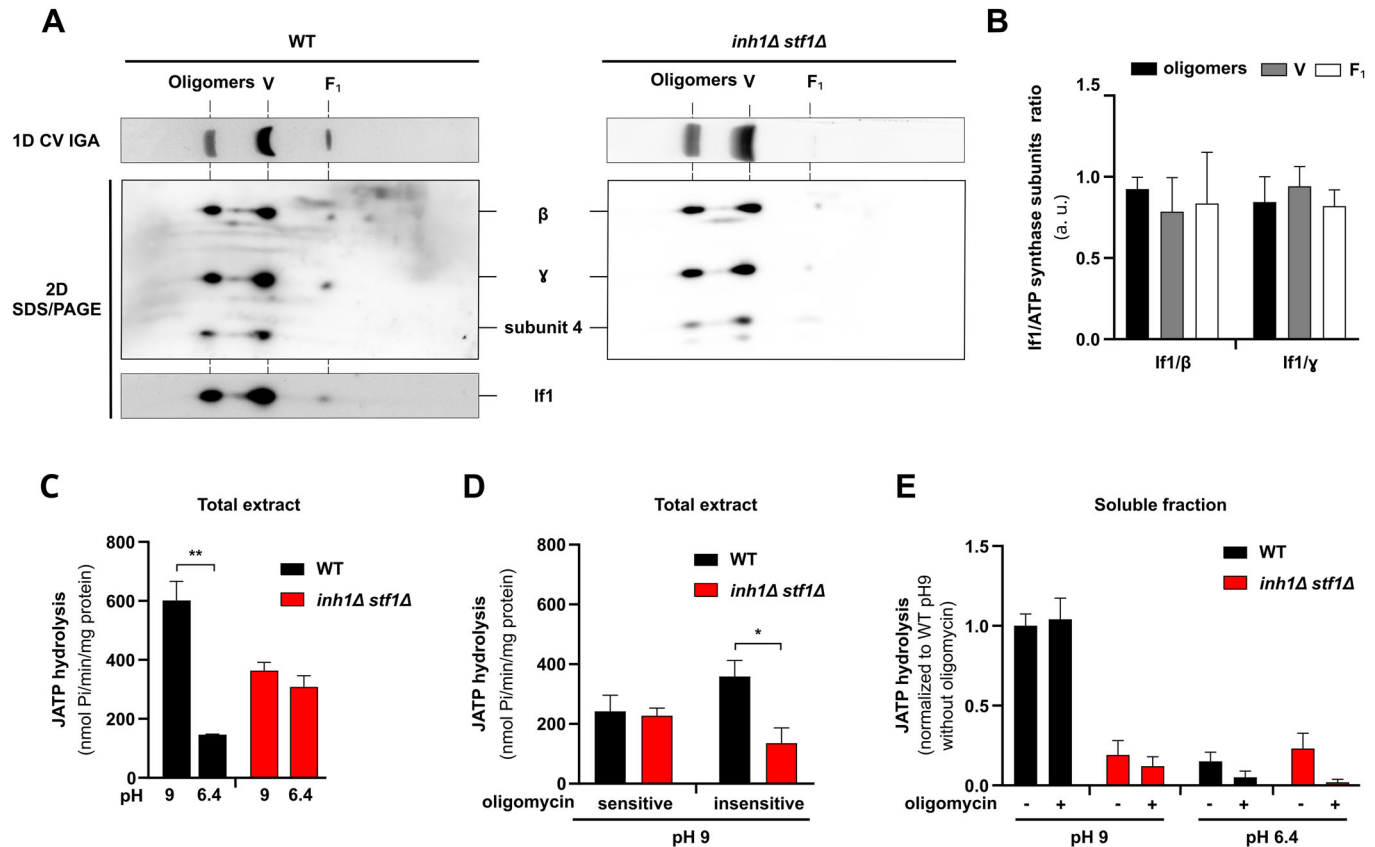 A
WT
inh1Δ stf1Δ
Oligomers V F₁
Oligomers V F₁
1D CV IGA
2D
SDS/PAGE
β
ɣ
subunit 4
If1
B
oligomers V F₁
If1/ATP synthase subunits ratio
(a. u.)
1.5
1.0
0.5
0.0
If1/β If1/ɣ
C
Total extract
JATP hydrolysis
(nmol Pi/min/mg protein)
800
600
400
200
0
**
WT
inh1Δ stf1Δ
pH 9 6.4 9 6.4
D
Total extract
JATP hydrolysis
(nmol Pi/min/mg protein)
800
600
400
200
0
*
WT
inh1Δ stf1Δ
oligomycin sensitive insensitive
pH 9
E
Soluble fraction
JATP hydrolysis
(normalized to WT pH9
without oligomycin)
1.5
1.0
0.5
0.0
WT
inh1Δ stf1Δ
oligomycin - + - + - + - +
pH 9 pH 6.4